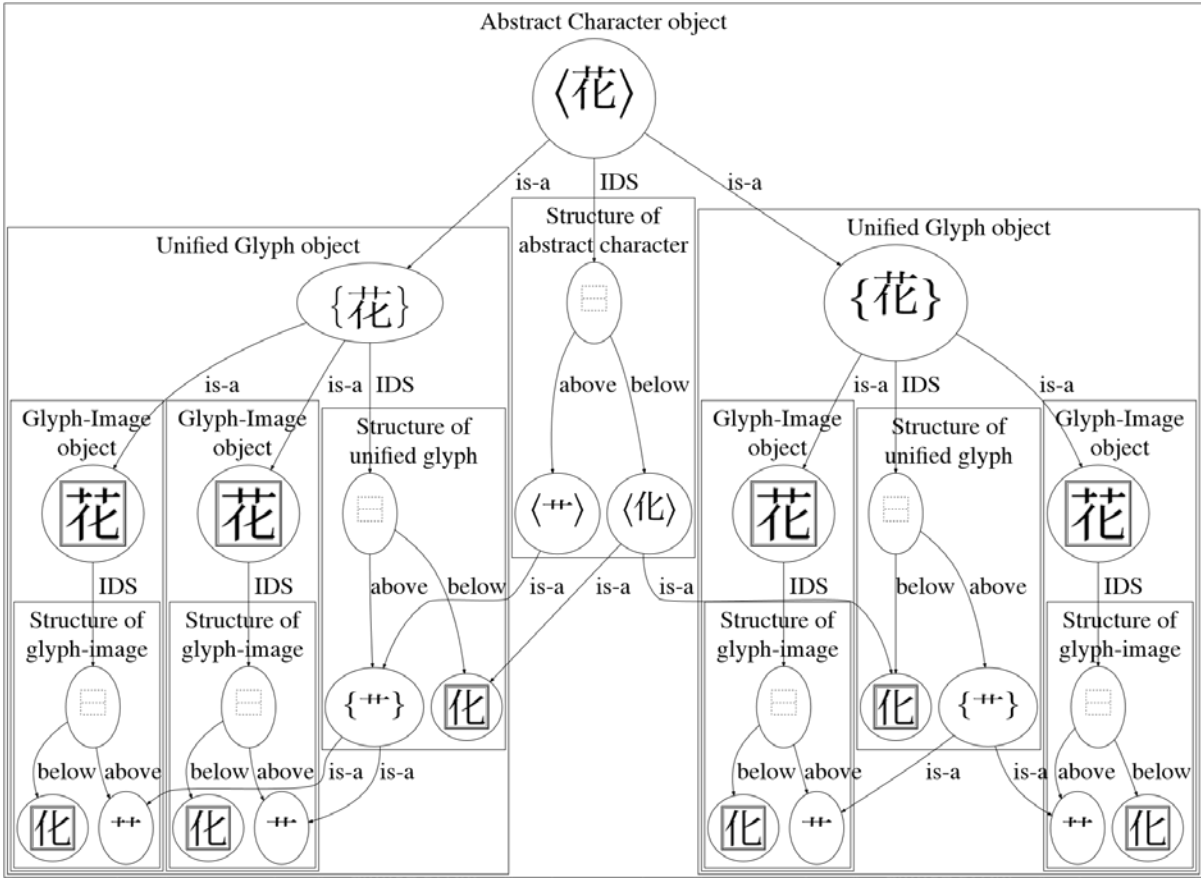 Abstract Character object
〈花〉
is-a
IDS
is-a
Structure of
abstract character
Unified Glyph object
Unified Glyph object
{花}
{花}
above
below
is-a
is-a
IDS
is-a
IDS
is-a
Glyph-Image
object
Glyph-Image
object
Structure of
unified glyph
Glyph-Image
object
Structure of
unified glyph
Glyph-Image
object
花
花
〈艹〉
〈化〉
花
花
IDS
IDS
above
below
is-a
is-a
is-a
IDS
below
above
IDS
Structure of
glyph-image
Structure of
glyph-image
Structure of
glyph-image
Structure of
glyph-image
{艹}
化
化
{艹}
below
above
below
above
is-a
is-a
below
above
is-a
is-a
above
below
化
艹
化
艹
化
艹
艹
化